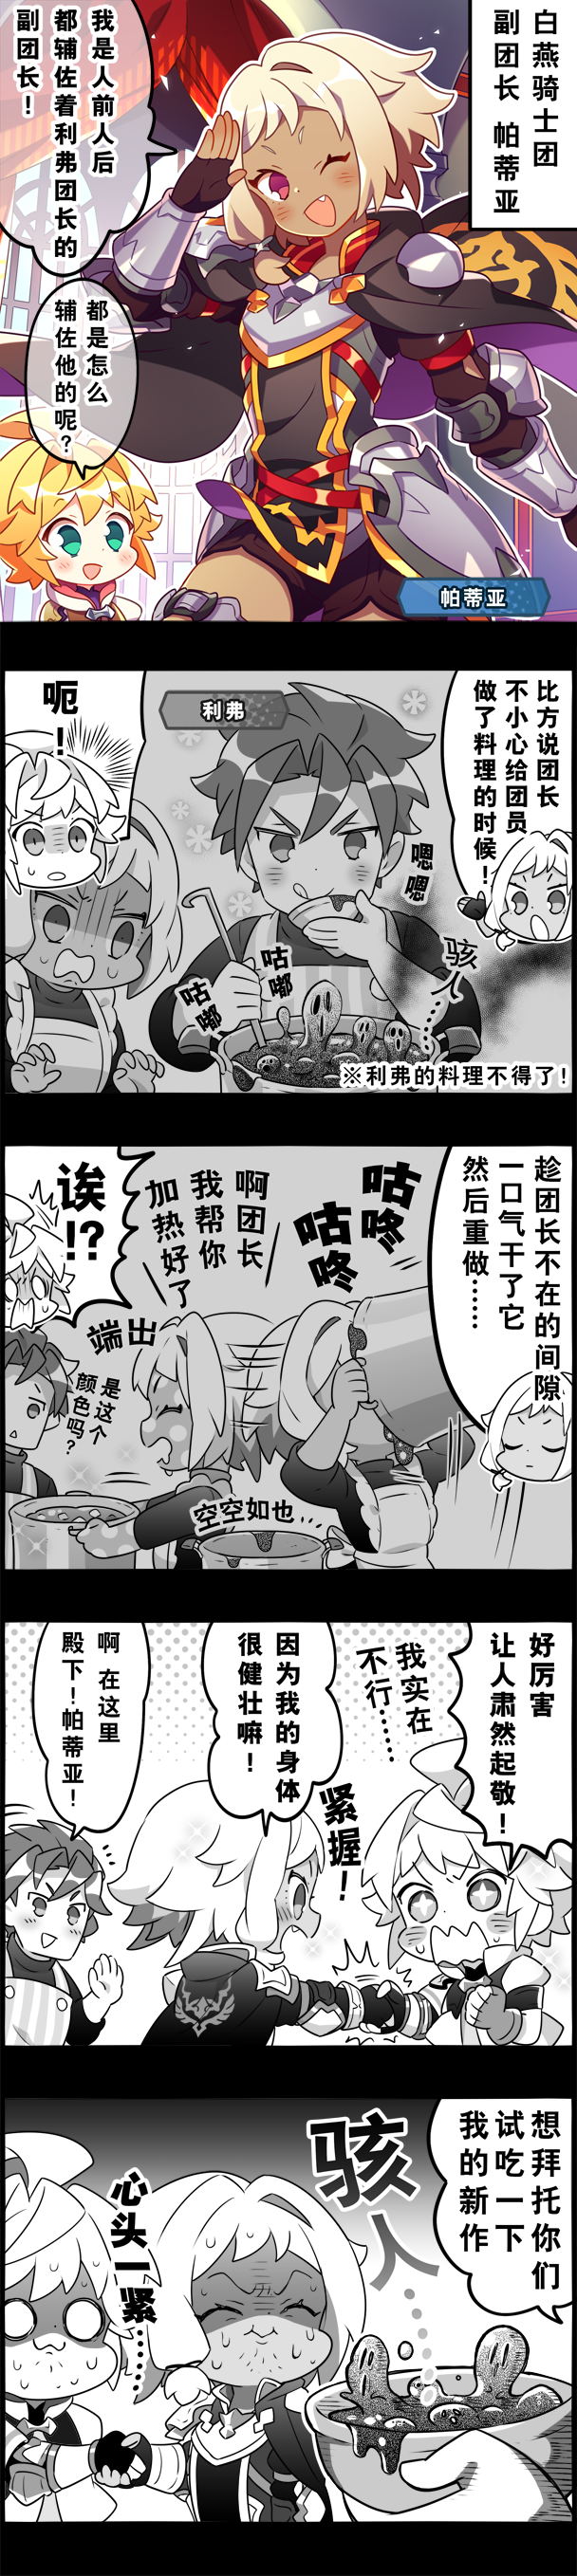 白燕骑士团
副团长 帕蒂亚
我是人前人后
都辅佐着利弗团长的
副团长！
都是怎么
辅佐他的呢？
帕蒂亚
比方说团长
不小心给团员
做了料理的时候！
利弗
呃！
嗯嗯
骇人……
咕嘟
咕嘟
※利弗的料理不得了！
趁团长不在的间隙
一口气干了它
然后重做……
咕咚
咕咚
啊团长
我帮你
加热好了
诶!?
端出
是这个
颜色吗？
空空如也…
好厉害
让人肃然起敬！
我实在
不行……
因为我的身体
很健壮嘛！
紧握！
啊 在这里
殿下！帕蒂亚！
想拜托你们
试吃一下
我的新作
骇人……
心头一紧……